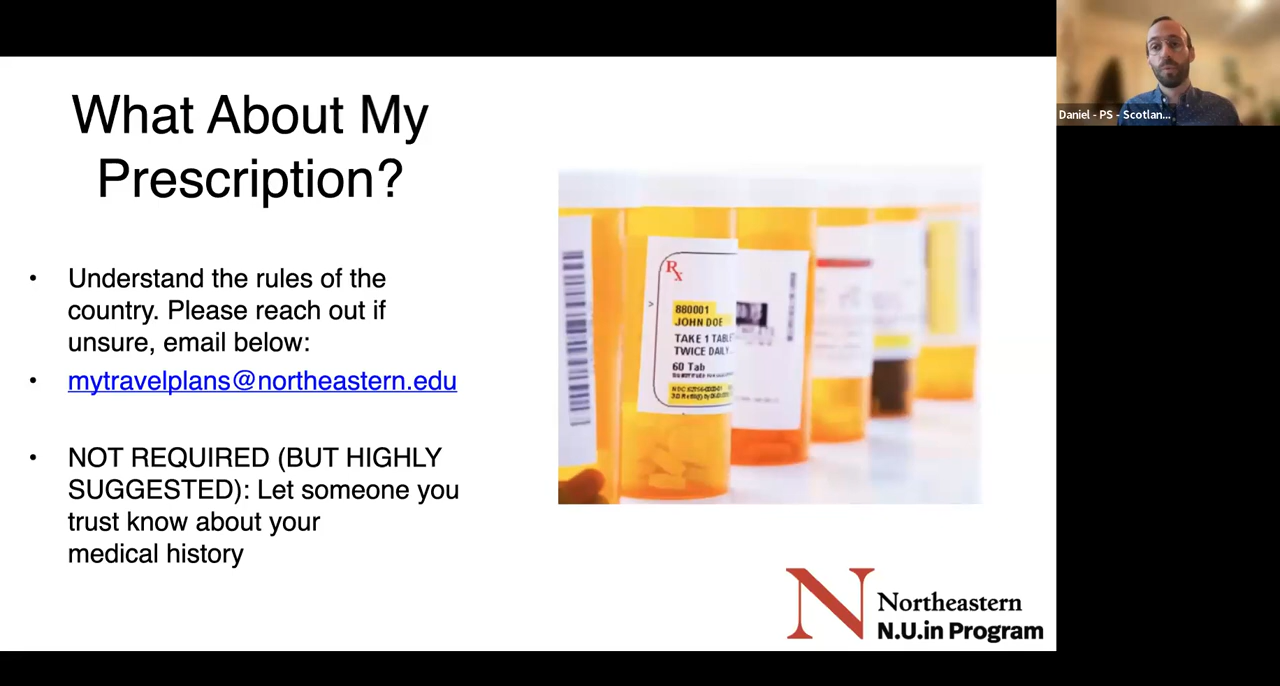 What About My
Prescription?
• Understand the rules of the
country. Please reach out if
unsure, email below:
• mytravelplans@northeastern.edu
• NOT REQUIRED (BUT HIGHLY
SUGGESTED): Let someone you
trust know about your
medical history
Rx
880001
JOHN DOE
TAKE 1 TABLE
TWICE DAILY
60 Tab
N
Northeastern
N.U.in Program
Daniel - PS - Scotlan...